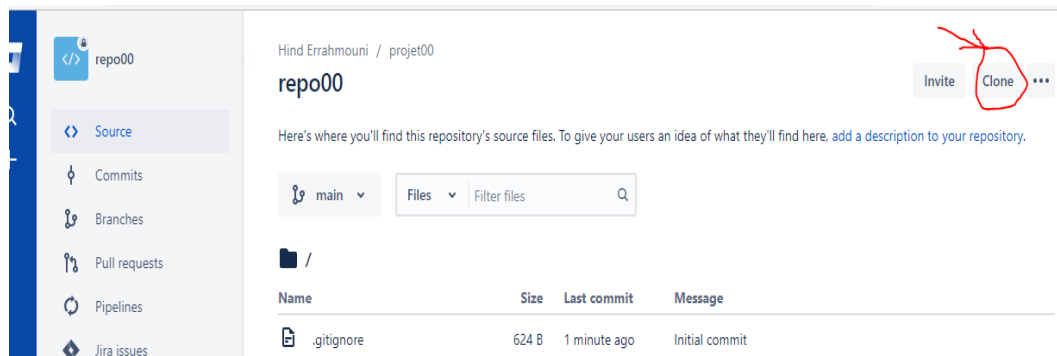 </> repo00
Source
Commits
Branches
Pull requests
Pipelines
Jira issues
Hind Errahmouni / projet00
repo00
Invite Clone
Here's where you'll find this repository's source files. To give your users an idea of what they'll find here, add a description to your repository.
main Files Filter files
/
Name Size Last commit Message
.gitignore 624 B 1 minute ago Initial commit